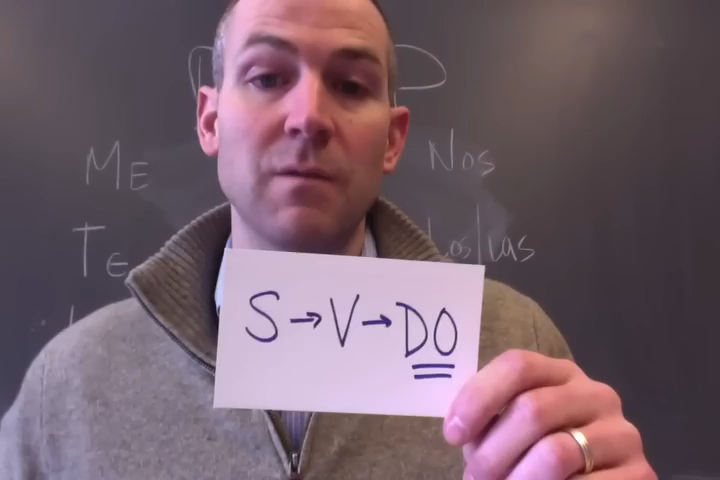 D P
ME Nos
Te Los/las
S → V → DO